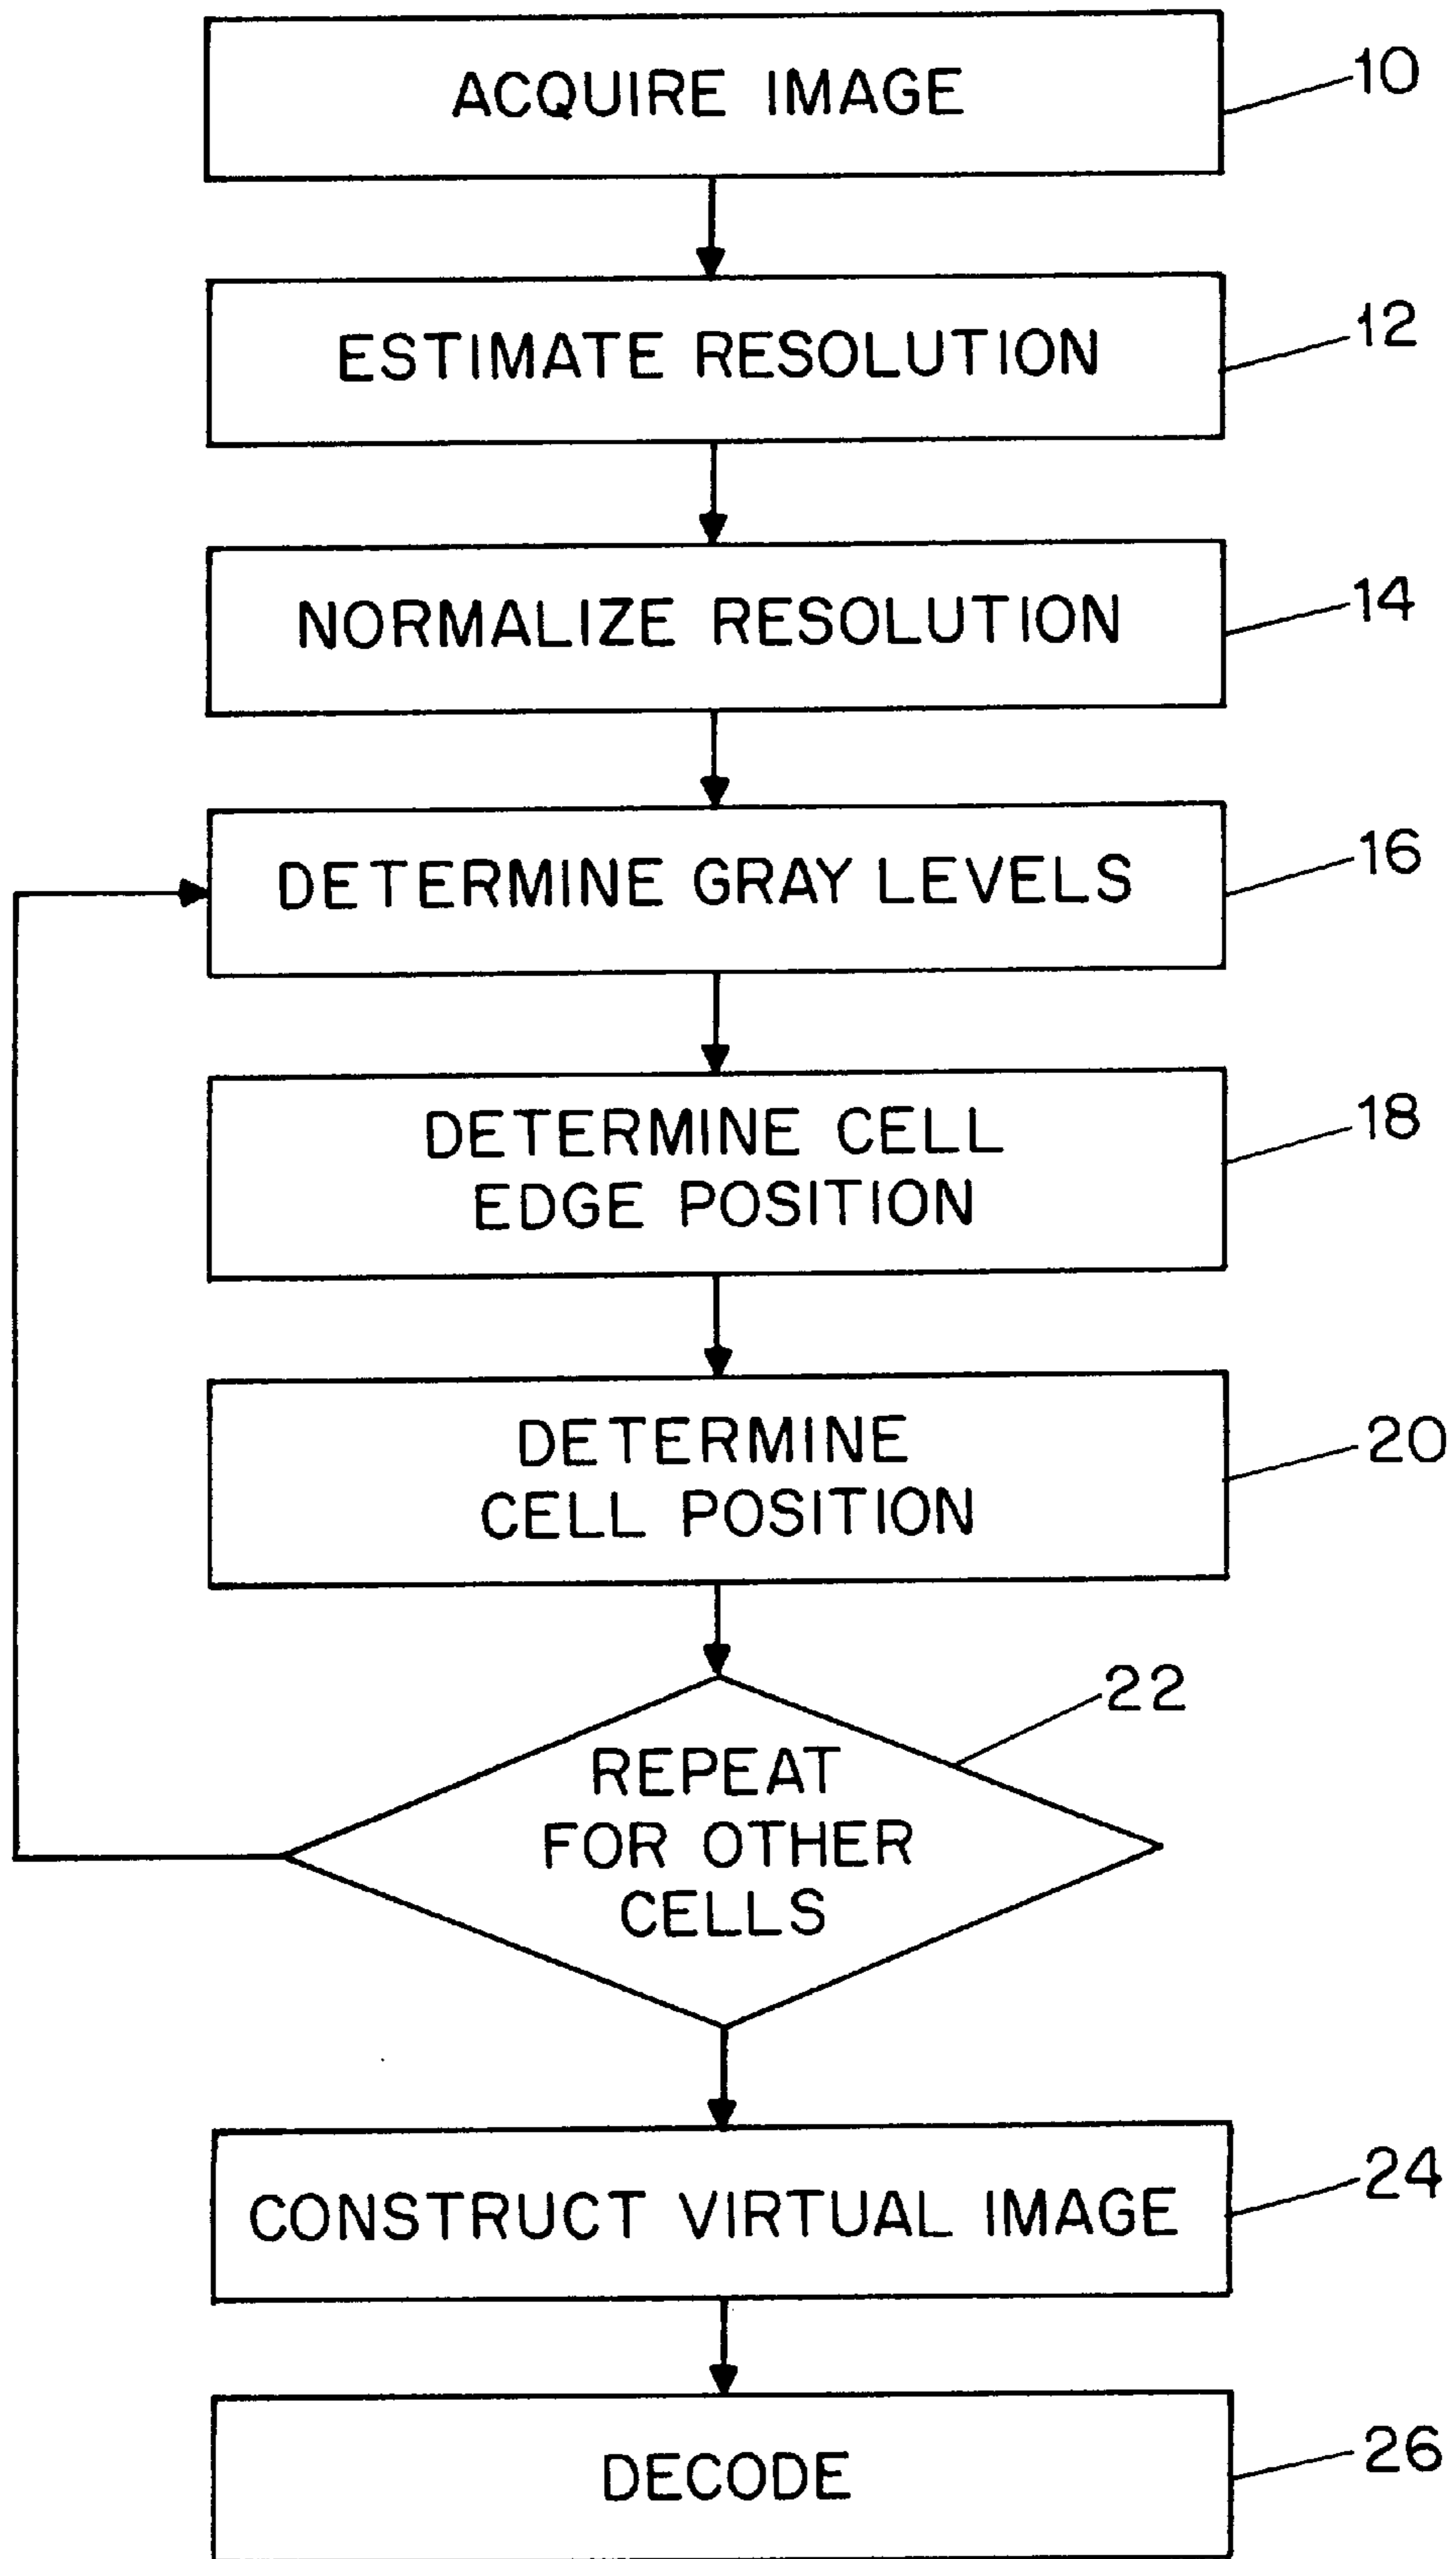 ACQUIRE IMAGE
10
ESTIMATE RESOLUTION
12
NORMALIZE RESOLUTION
14
DETERMINE GRAY LEVELS
16
DETERMINE CELL
EDGE POSITION
18
DETERMINE
CELL POSITION
20
22
REPEAT
FOR OTHER
CELLS
CONSTRUCT VIRTUAL IMAGE
24
DECODE
26